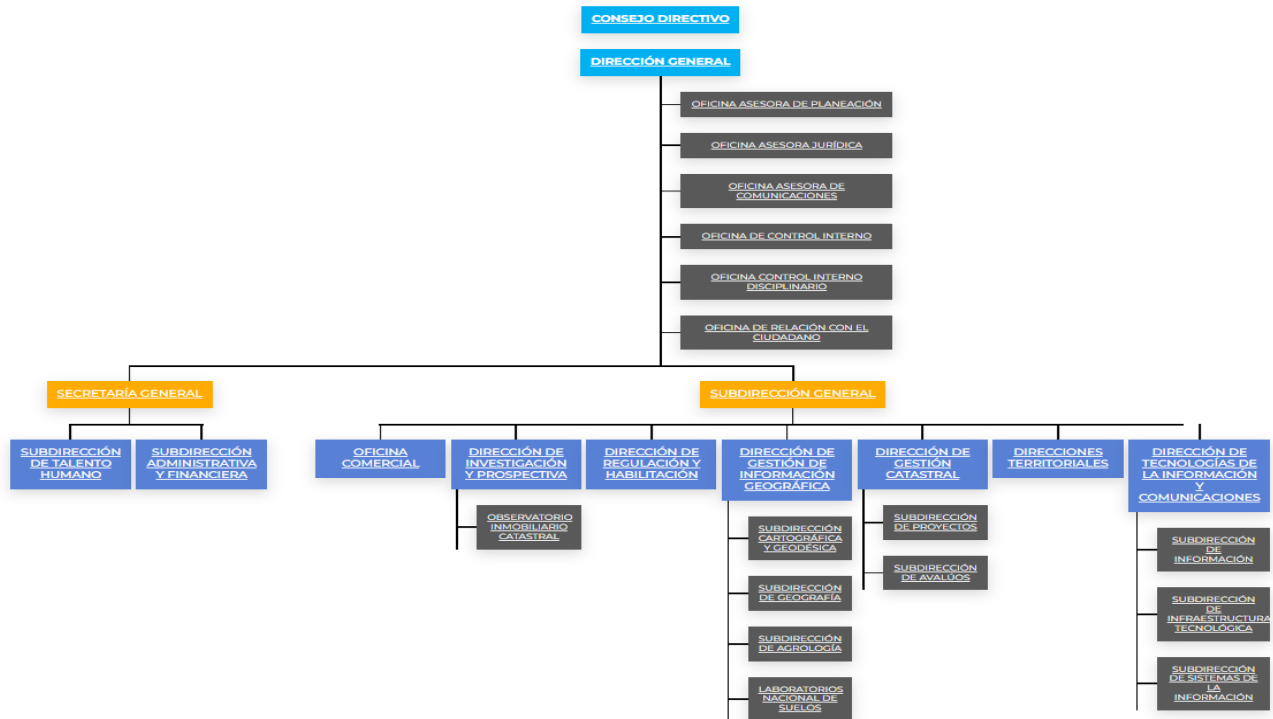 CONSEJO DIRECTIVO
DIRECCIÓN GENERAL
OFICINA ASESORA DE PLANEACIÓN
OFICINA ASESORA JURÍDICA
OFICINA ASESORA DE
COMUNICACIONES
OFICINA DE CONTROL INTERNO
OFICINA CONTROL INTERNO
DISCIPLINARIO
OFICINA DE RELACIÓN CON EL
CIUDADANO
SECRETARÍA GENERAL
SUBDIRECCIÓN GENERAL
SUBDIRECCIÓN
DE TALENTO
HUMANO
SUBDIRECCIÓN
ADMINISTRATIVA
Y FINANCIERA
OFICINA
COMERCIAL
DIRECCIÓN DE
INVESTIGACIÓN
Y PROSPECTIVA
OBSERVATORIO
INMOBILIARIO
CATASTRAL
DIRECCIÓN DE
REGULACIÓN Y
HABILITACIÓN
DIRECCIÓN DE
GESTIÓN DE
INFORMACIÓN
GEOGRÁFICA
SUBDIRECCIÓN
CARTOGRÁFICA
Y GEODÉSICA
SUBDIRECCIÓN
DE GEOGRAFÍA
SUBDIRECCIÓN
DE AGROLOGÍA
LABORATORIOS
NACIONAL DE
SUELOS
DIRECCIÓN DE
GESTIÓN
CATASTRAL
SUBDIRECCIÓN
DE PROYECTOS
SUBDIRECCIÓN
DE AVALÚOS
DIRECCIONES
TERRITORIALES
DIRECCIÓN DE
TECNOLOGÍAS DE
LA INFORMACIÓN
Y
COMUNICACIONES
SUBDIRECCIÓN
DE
INFORMACIÓN
SUBDIRECCIÓN
DE
INFRAESTRUCTURA
TECNOLÓGICA
SUBDIRECCIÓN
DE SISTEMAS DE
LA
INFORMACIÓN